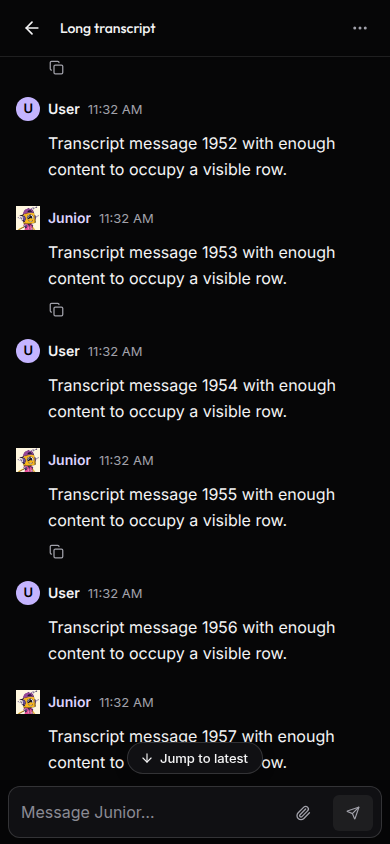 Long transcript
U User 11:32 AM
Transcript message 1952 with enough
content to occupy a visible row.
Junior 11:32 AM
Transcript message 1953 with enough
content to occupy a visible row.
U User 11:32 AM
Transcript message 1954 with enough
content to occupy a visible row.
Junior 11:32 AM
Transcript message 1955 with enough
content to occupy a visible row.
U User 11:32 AM
Transcript message 1956 with enough
content to occupy a visible row.
Junior 11:32 AM
Transcript message 1957 with enough
content to
Jump to latest
Message Junior...